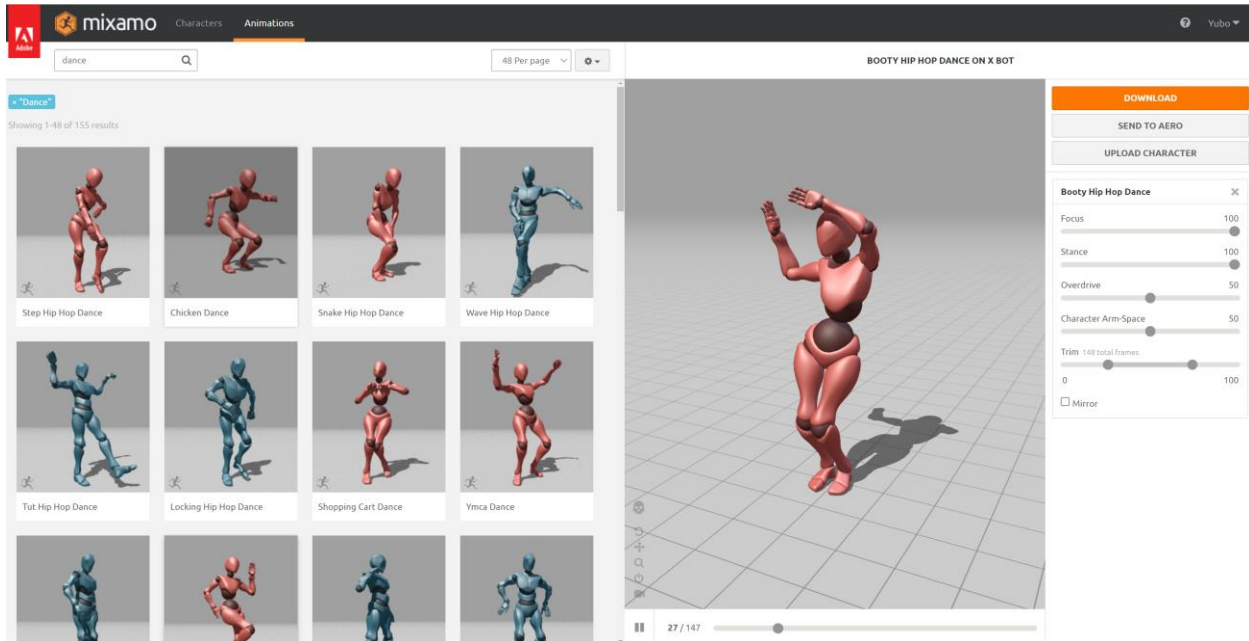 Adobe
mixamo
Characters
Animations
Yubo
dance
48 Per page
BOOTY HIP HOP DANCE ON X BOT
× "Dance"
Showing 1-48 of 155 results
Step Hip Hop Dance
Chicken Dance
Snake Hip Hop Dance
Wave Hip Hop Dance
Tut Hip Hop Dance
Locking Hip Hop Dance
Shopping Cart Dance
Ymca Dance
27 / 147
DOWNLOAD
SEND TO AERO
UPLOAD CHARACTER
Booty Hip Hop Dance
Focus 100
Stance 100
Overdrive 50
Character Arm-Space 50
Trim 148 total frames
0 100
Mirror